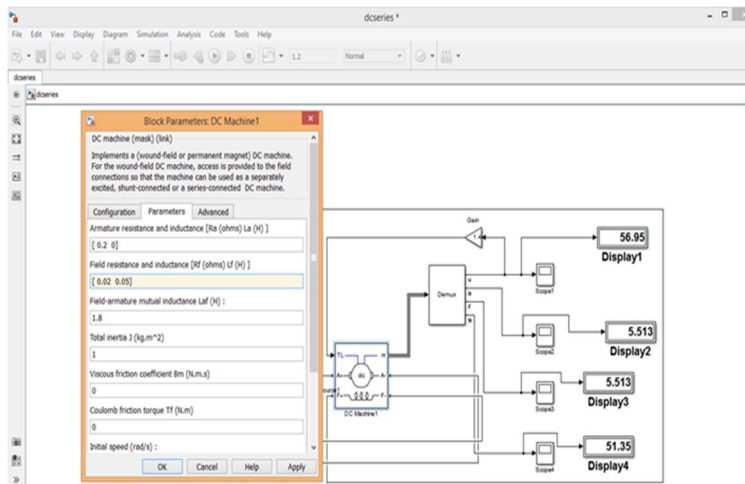 dcseries *
File Edit View Display Diagram Simulation Analysis Code Tools Help
1.2 Normal
dcseries
dcseries
Block Parameters: DC Machine1
DC machine (mask) (link)
Implements a (wound-field or permanent magnet) DC machine.
For the wound-field DC machine, access is provided to the field
connections so that the machine can be used as a separately
excited, shunt-connected or a series-connected DC machine.
Configuration Parameters Advanced
Armature resistance and inductance [Ra (ohms) La (H) ]
[ 0.2 0]
Field resistance and inductance [Rf (ohms) Lf (H) ]
[ 0.02 0.05]
Field-armature mutual inductance Laf (H) :
1.8
Total inertia J (kg.m^2)
1
Viscous friction coefficient Bm (N.m.s)
0
Coulomb friction torque Tf (N.m)
0
Initial speed (rad/s) :
OK Cancel Help Apply
Gain
Demux
Scope1
56.95
Display1
Scope2
5.513
Display2
TL m
A+ dc A-
F+ F-
DC Machine1
Scope3
5.513
Display3
Scope4
51.35
Display4